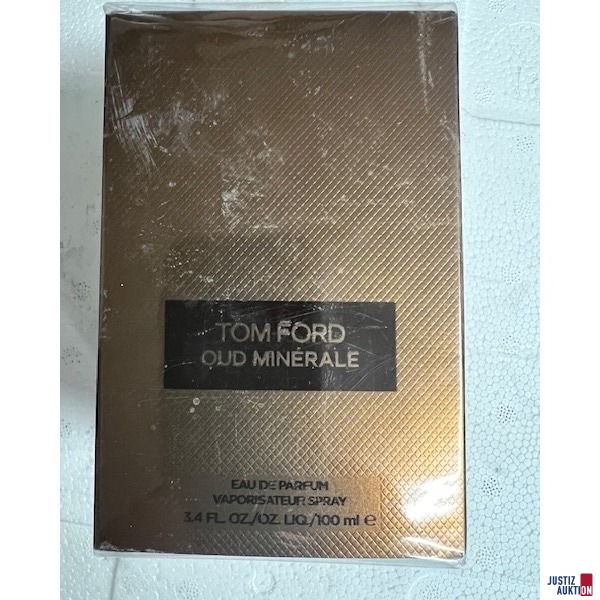 TOM FORD
OUD MINÉRALE
EAU DE PARFUM
VAPORISATEUR SPRAY
3.4 FL. OZ./OZ. LIQ./100 ml ℮
JUSTIZ
AUKTION